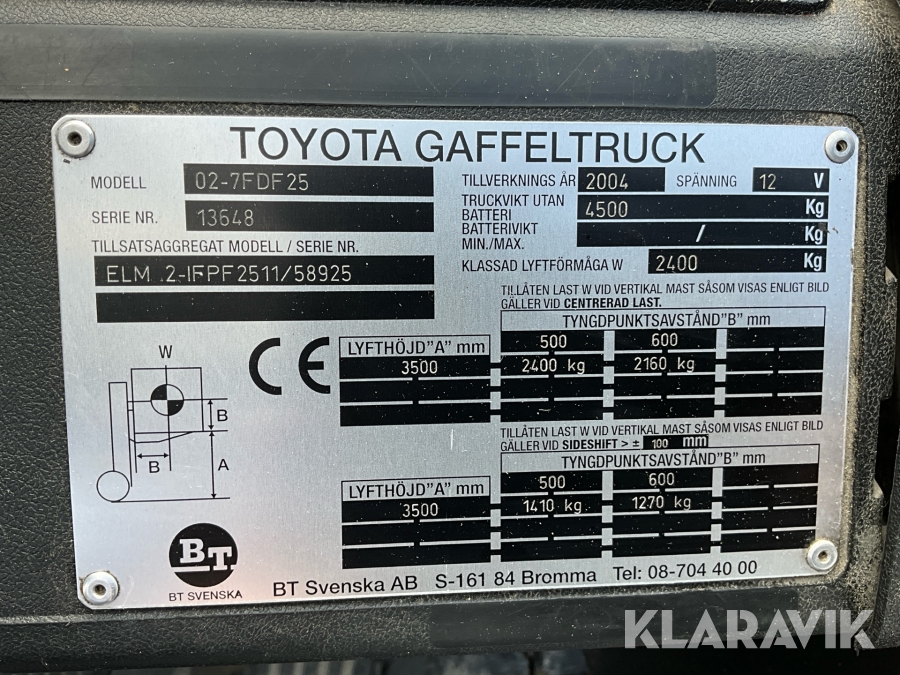 TOYOTA GAFFELTRUCK
MODELL 02-7FDF25
SERIE NR. 13648
TILLSATSAGGREGAT MODELL / SERIE NR.
ELM .2-IFPF2511/58925
TILLVERKNINGS ÅR 2004 SPÄNNING 12 V
TRUCKVIKT UTAN BATTERI 4500 Kg
BATTERIVIKT MIN./MAX. / Kg
KLASSAD LYFTFÖRMÅGA W 2400 Kg
TILLÅTEN LAST W VID VERTIKAL MAST SÅSOM VISAS ENLIGT BILD
GÄLLER VID CENTRERAD LAST.
TYNGDPUNKTSAVSTÅND"B" mm
LYFTHÖJD"A" mm 500 600
3500 2400 kg 2160 kg
CE
W
B
B
A
TILLÅTEN LAST W VID VERTIKAL MAST SÅSOM VISAS ENLIGT BILD
GÄLLER VID SIDESHIFT > ± 100 mm
TYNGDPUNKTSAVSTÅND"B" mm
LYFTHÖJD"A" mm 500 600
3500 1410 kg 1270 kg
BT
BT SVENSKA
BT Svenska AB S-161 84 Bromma Tel: 08-704 40 00
KLARAVIK